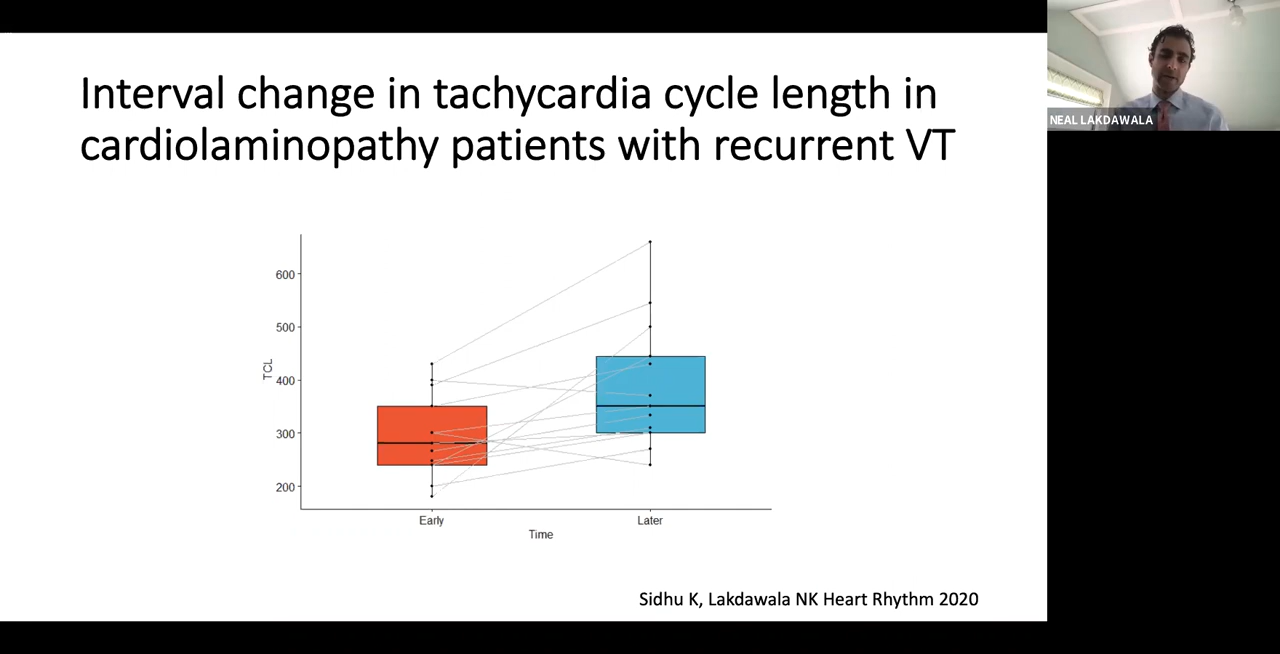 Interval change in tachycardia cycle length in
cardiolaminopathy patients with recurrent VT
NEAL LAKDAWALA
600
500
400
300
200
TCL
Early
Later
Time
Sidhu K, Lakdawala NK Heart Rhythm 2020